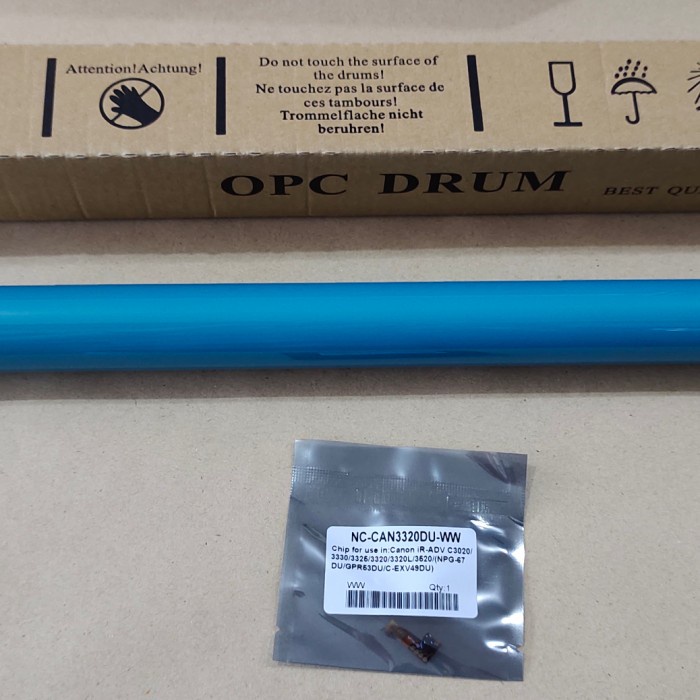 Attention!Achtung!
Do not touch the surface of
the drums!
Ne touchez pas la surface de
ces tambours!
Trommelflache nicht
beruhren!
OPC DRUM
BEST QU
NC-CAN3320DU-WW
Chip for use in:Canon iR-ADV C3020/
3330/3325/3320/3320L/3520/(NPG-67
DU/GPR53DU/C-EXV49DU)
WW Qty:1